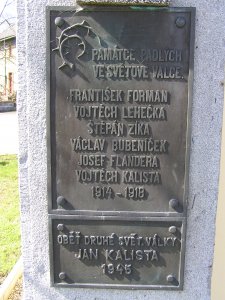 PAMÁTCE PADLÝCH
VE SVĚTOVÉ VÁLCE.
FRANTIŠEK FORMAN
VOJTĚCH LEHEČKA
ŠTĚPÁN ZÍKA
VÁCLAV BUBENÍČEK
JOSEF FLANDERA
VOJTĚCH KALISTA
1914-1918
OBĚŤ DRUHÉ SVĚT. VÁLKY
JAN KALISTA
1945